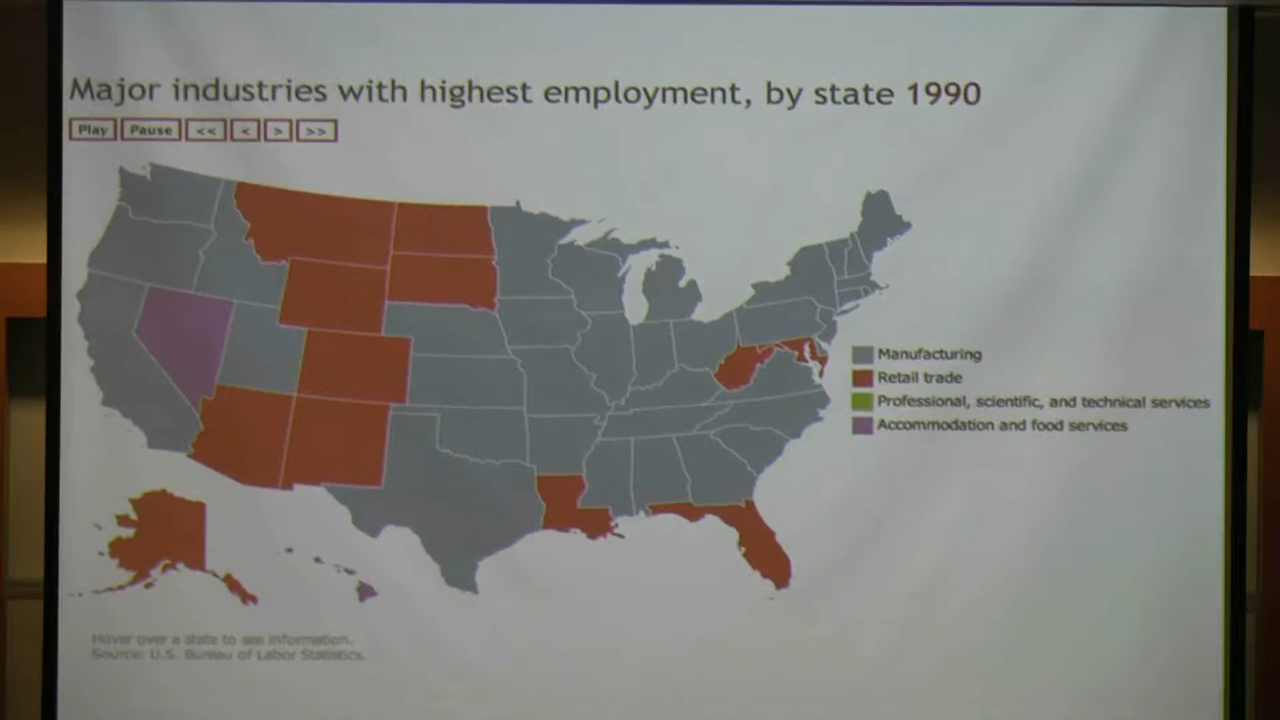 Major industries with highest employment, by state 1990
Play Pause << < > >>
Manufacturing
Retail trade
Professional, scientific, and technical services
Accommodation and food services
Hover over a state to see information.
Source: U.S. Bureau of Labor Statistics.